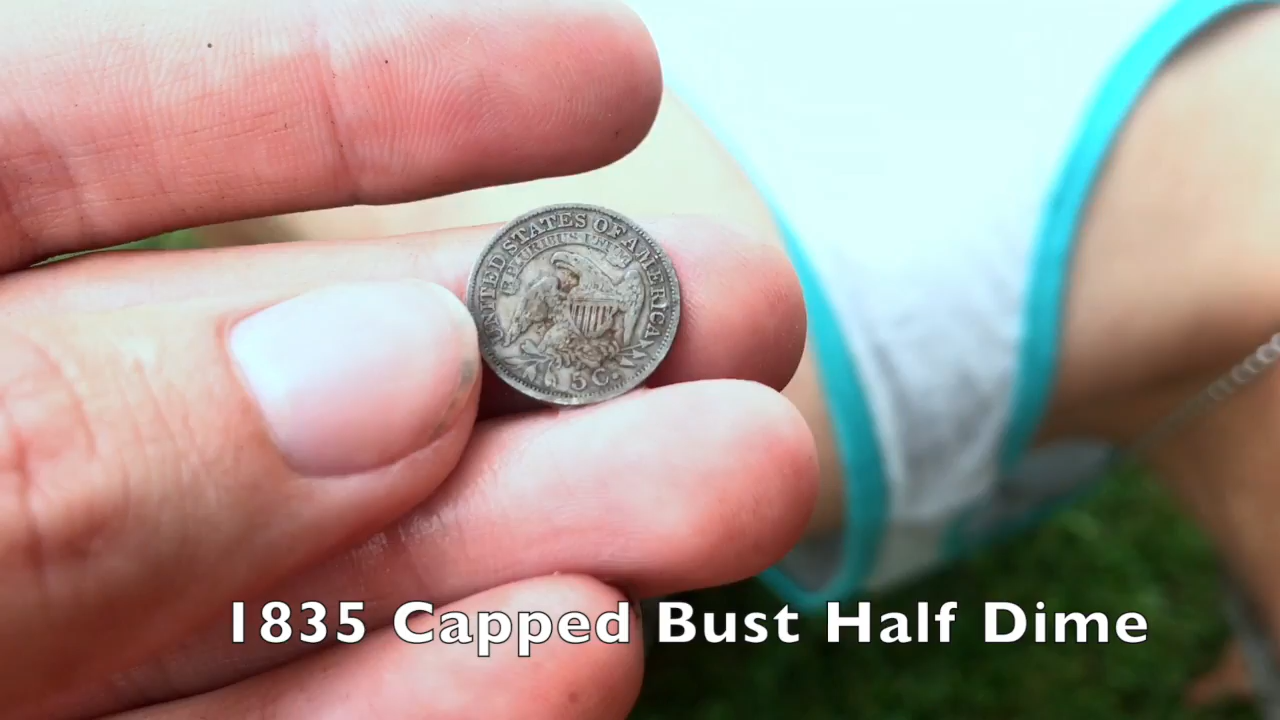 UNITED STATES OF AMERICA
E PLURIBUS UNUM
5 C.
1835 Capped Bust Half Dime